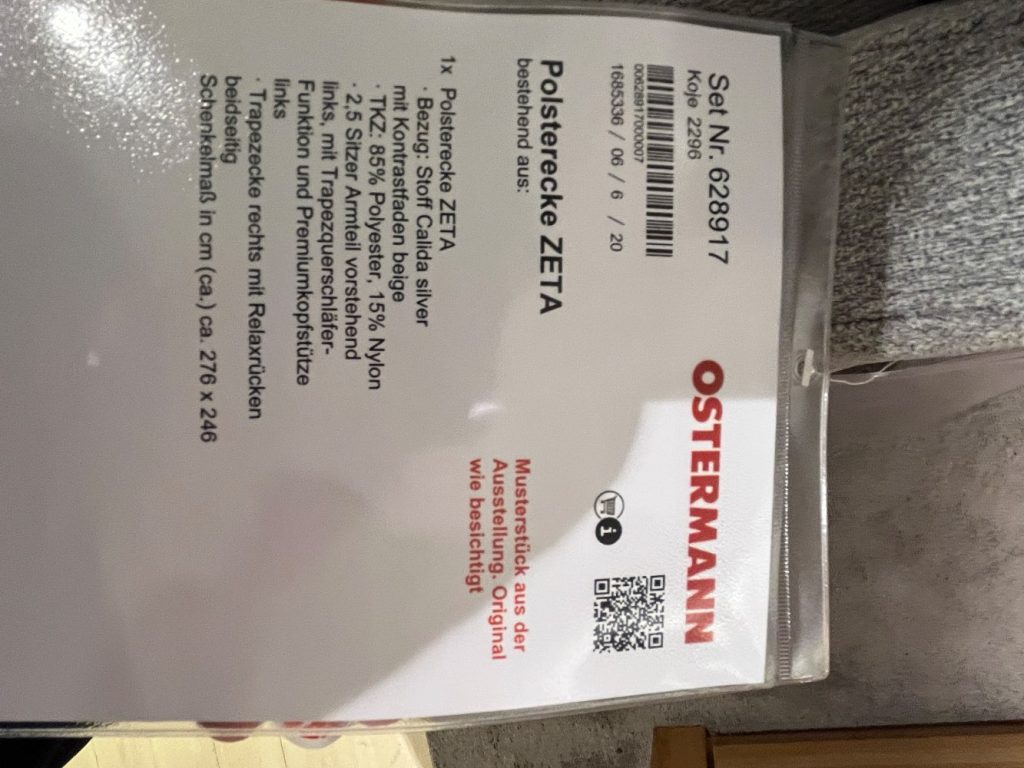 Set Nr. 628917
Koje 2296
OSTERMANN
0062891700007
1685336 / 06 / 6 / 20
Polsterecke ZETA
bestehend aus:
Musterstück aus der
Ausstellung. Original
wie besichtigt
1x Polsterecke ZETA
· Bezug: Stoff Calida silver
mit Kontrastfaden beige
· TKZ: 85% Polyester, 15% Nylon
· 2,5 Sitzer Armteil vorstehend
links, mit Trapezquerschläfer-
Funktion und Premiumkopfstütze
links
· Trapezecke rechts mit Relaxrücken
beidseitig
Schenkelmaß in cm (ca.) ca. 276 x 246